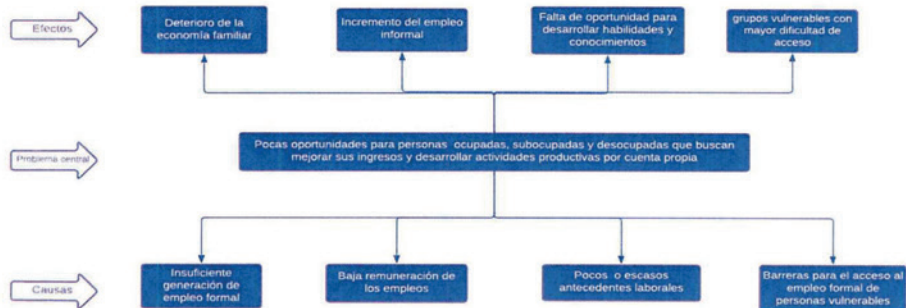 Efectos
Deterioro de la
economía familiar
Incremento del empleo
informal
Falta de oportunidad para
desarrollar habilidades y
conocimientos
grupos vulnerables con
mayor dificultad de
acceso
Problema central
Pocas oportunidades para personas ocupadas, subocupadas y desocupadas que buscan
mejorar sus ingresos y desarrollar actividades productivas por cuenta propia
Causas
Insuficiente
generación de
empleo formal
Baja remuneración de
los empleos
Pocos o escasos
antecedentes laborales
Barreras para el acceso al
empleo formal de
personas vulnerables